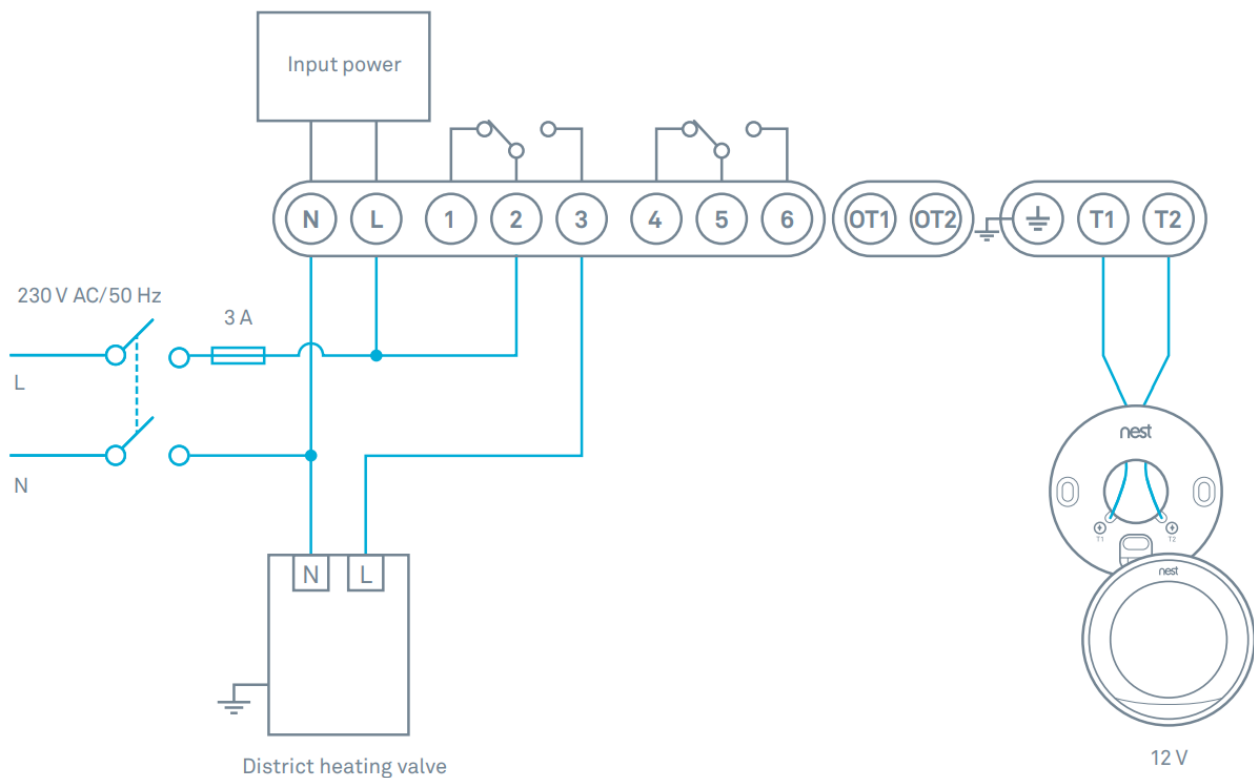 Input power
N L 1 2 3 4 5 6 OT1 OT2 T1 T2
230 V AC/50 Hz
3 A
L
N
nest
T1 T2
nest
N L
District heating valve
12 V